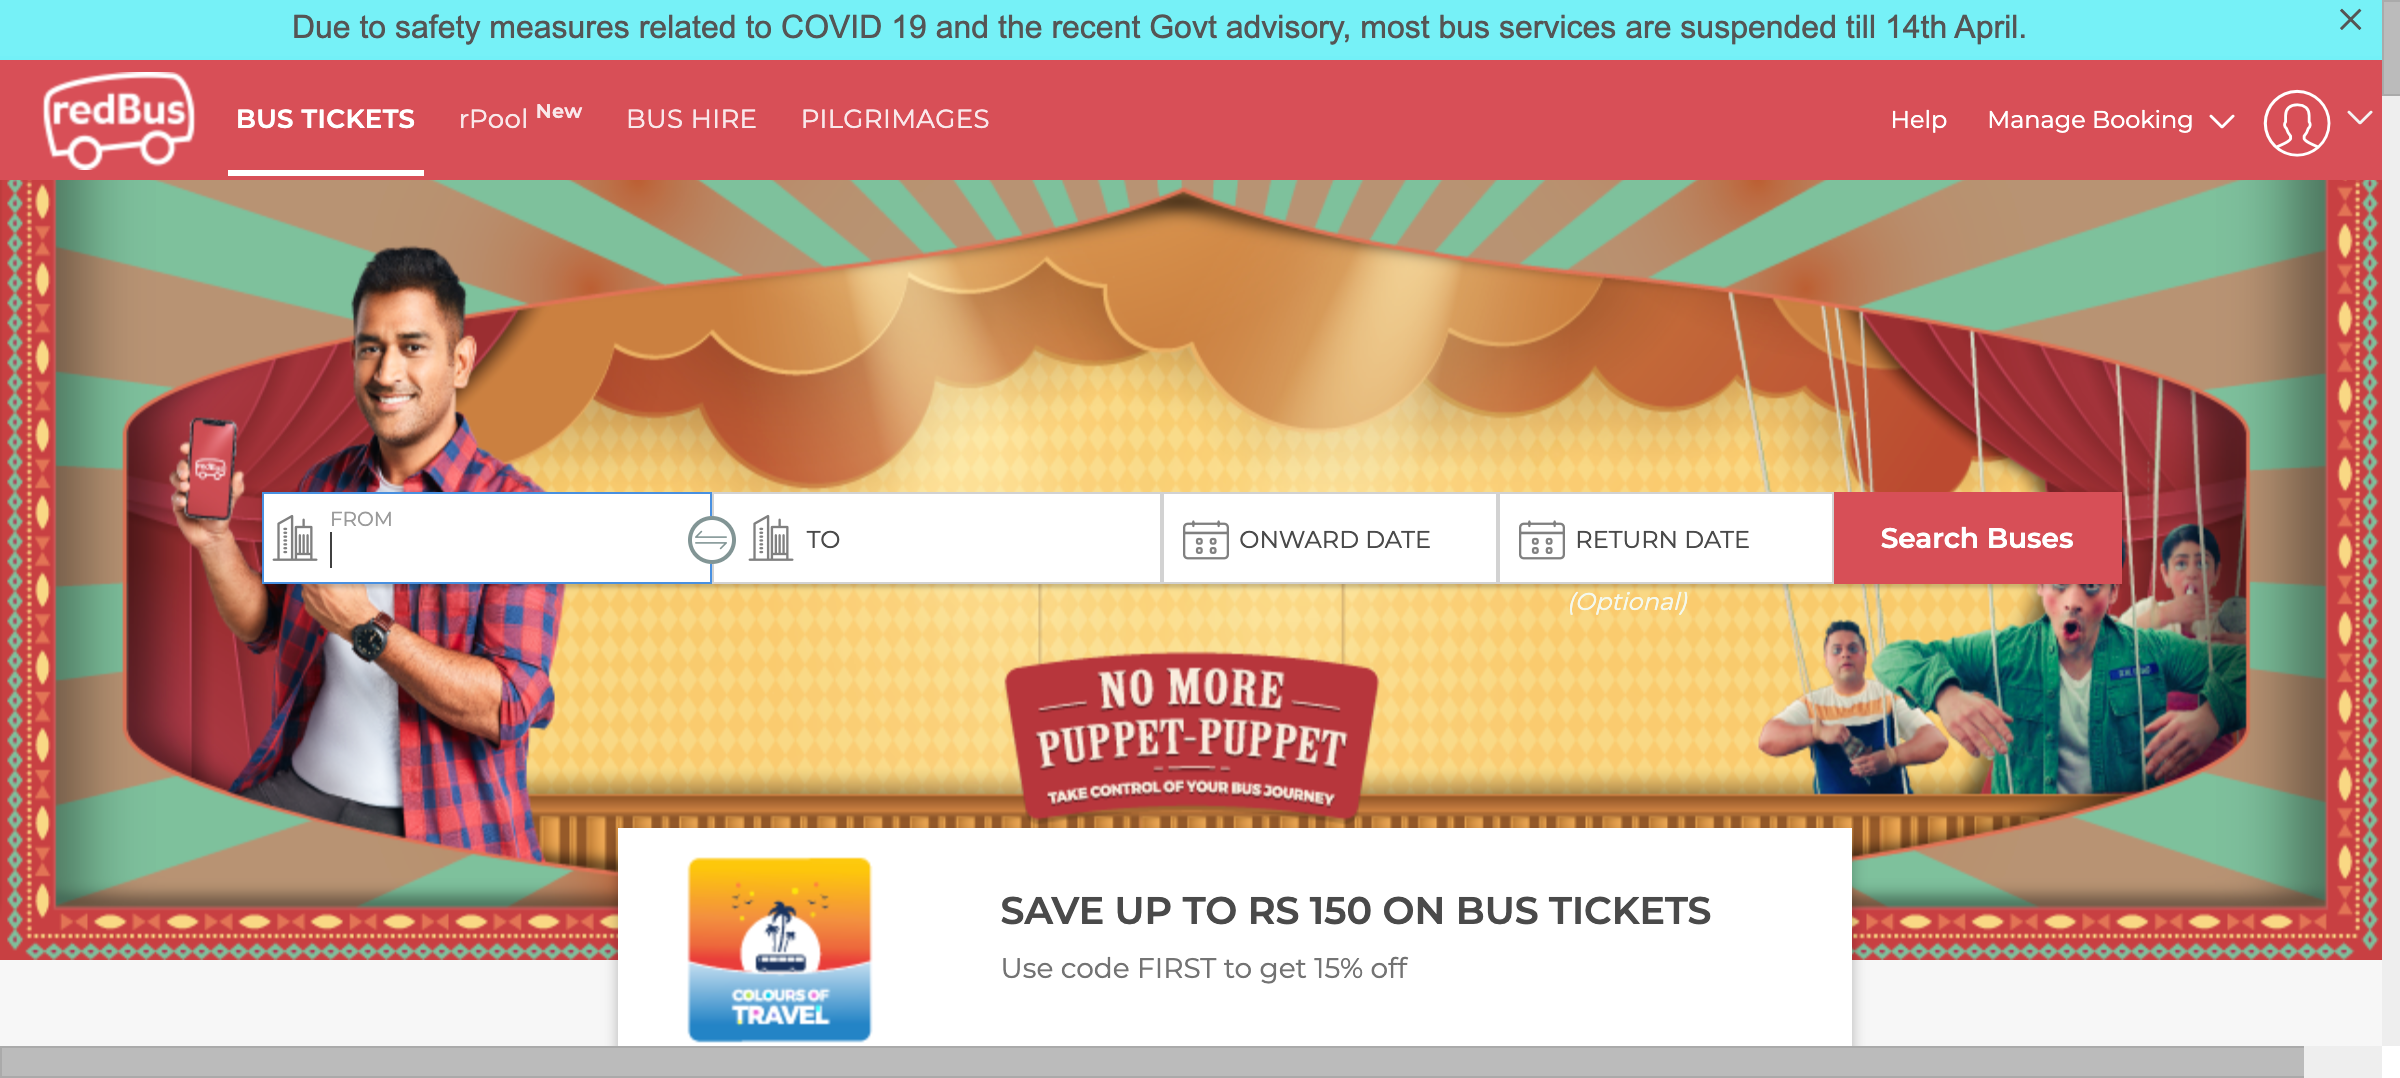 Due to safety measures related to COVID 19 and the recent Govt advisory, most bus services are suspended till 14th April.
redBus
BUS TICKETS
rPool New
BUS HIRE
PILGRIMAGES
Help
Manage Booking
redBus
FROM
TO
ONWARD DATE
RETURN DATE
Search Buses
(Optional)
NO MORE
PUPPET-PUPPET
TAKE CONTROL OF YOUR BUS JOURNEY
COLOURS OF
TRAVEL
SAVE UP TO RS 150 ON BUS TICKETS
Use code FIRST to get 15% off